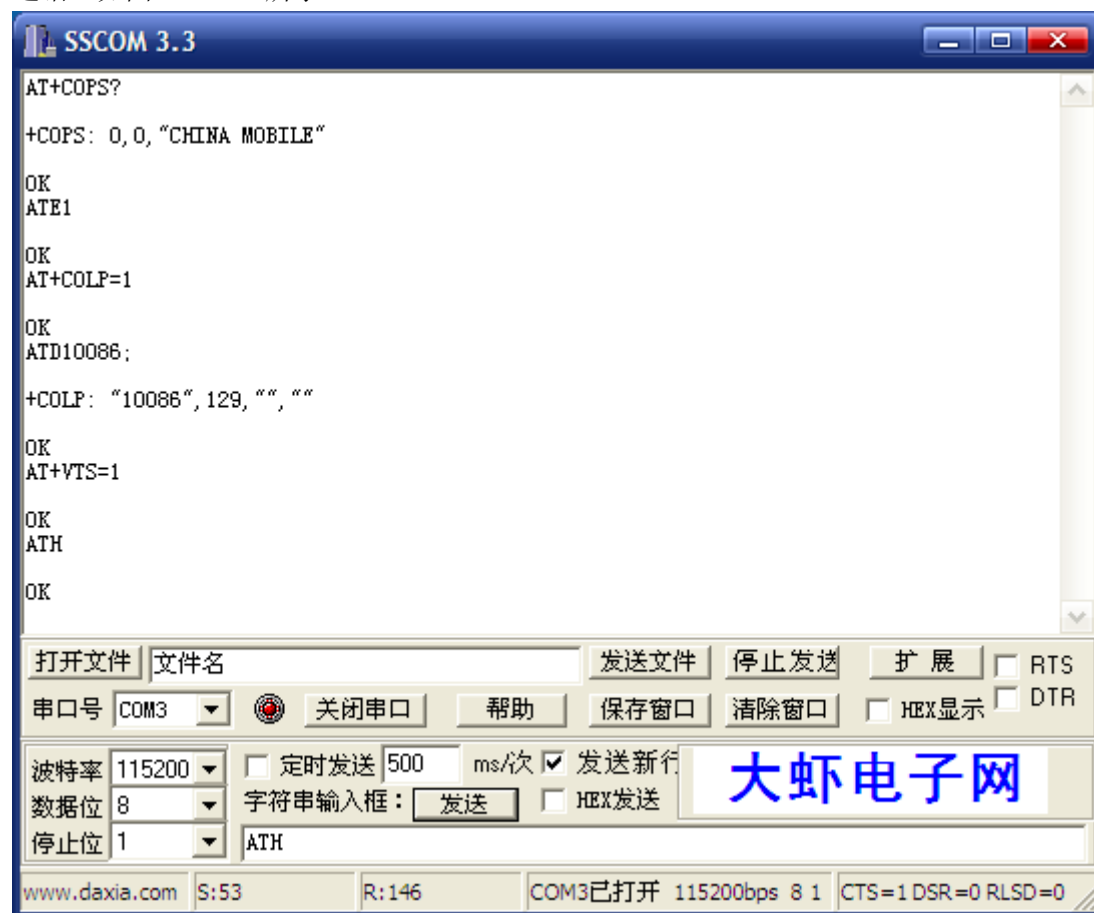 SSCOM 3.3
AT+COPS?
+COPS: 0,0,"CHINA MOBILE"
OK
ATE1
OK
AT+COLP=1
OK
ATD10086;
+COLP: "10086",129,"",""
OK
AT+VTS=1
OK
ATH
OK
打开文件 文件名 发送文件 停止发送 扩 展 RTS
串口号 COM3 关闭串口 帮助 保存窗口 清除窗口 HEX显示 DTR
波特率 115200 定时发送 500 ms/次 发送新行 大虾电子网
数据位 8 字符串输入框： 发送 HEX发送
停止位 1 ATH
www.daxia.com S:53 R:146 COM3已打开 115200bps 8 1 CTS=1 DSR=0 RLSD=0